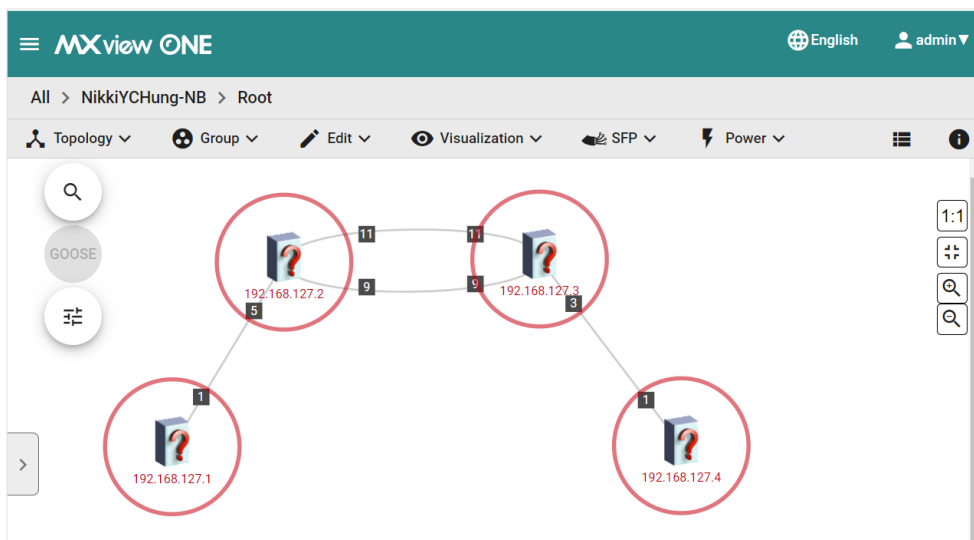 MXview ONE
English
admin
All > NikkiYCHung-NB > Root
Topology Group Edit Visualization SFP Power
1:1
GOOSE
11 11
9 9
192.168.127.2 192.168.127.3
5 3
1 1
192.168.127.1 192.168.127.4